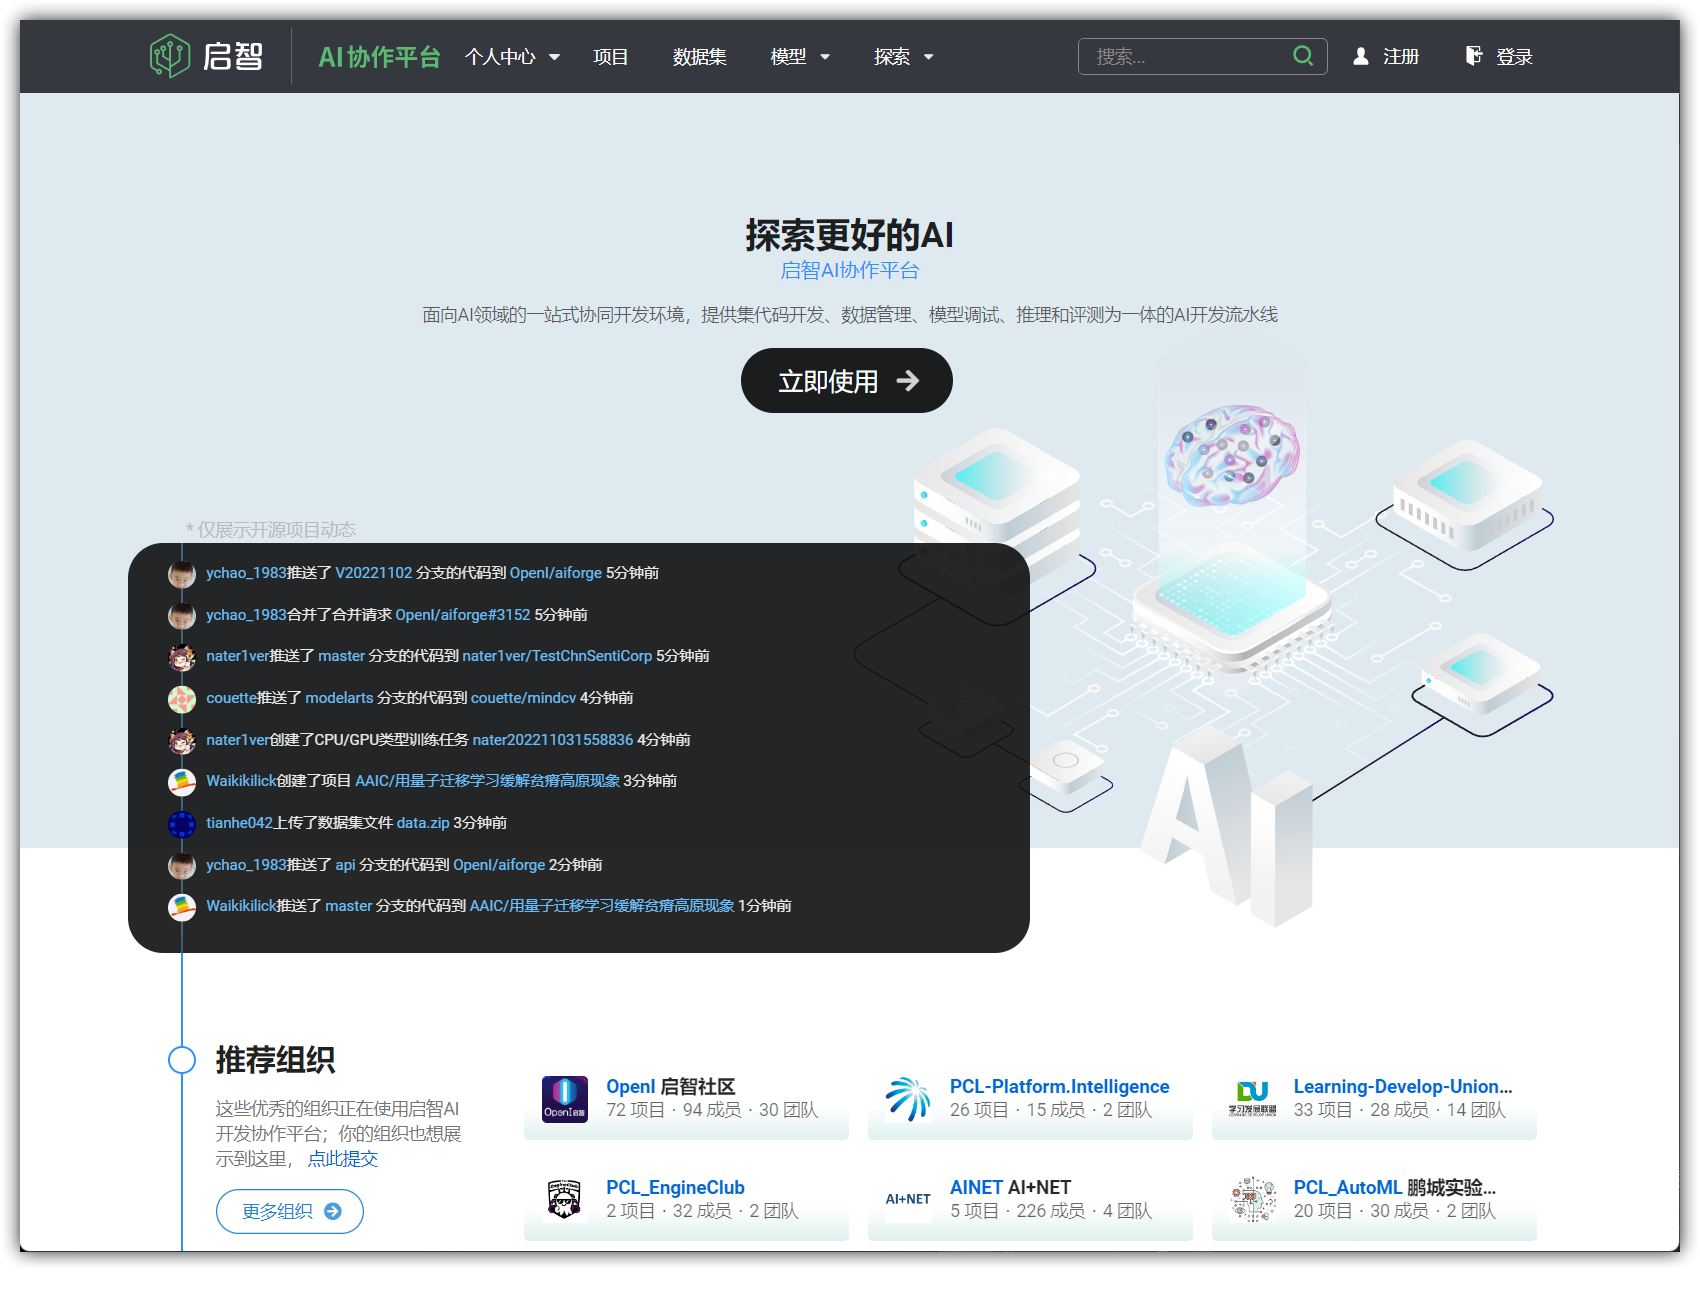 启智 AI协作平台 个人中心 项目 数据集 模型 探索 搜索... 注册 登录
探索更好的AI
启智AI协作平台
面向AI领域的一站式协同开发环境，提供集代码开发、数据管理、模型调试、推理和评测为一体的AI开发流水线
立即使用
* 仅展示开源项目动态
ychao_1983推送了 V20221102 分支的代码到 OpenI/aiforge 5分钟前
ychao_1983合并了合并请求 OpenI/aiforge#3152 5分钟前
nater1ver推送了 master 分支的代码到 nater1ver/TestChnSentiCorp 5分钟前
couette推送了 modelarts 分支的代码到 couette/mindcv 4分钟前
nater1ver创建了CPU/GPU类型训练任务 nater202211031558836 4分钟前
Waikikilick创建了项目 AAIC/用量子迁移学习缓解贫瘠高原现象 3分钟前
tianhe042上传了数据集文件 data.zip 3分钟前
ychao_1983推送了 api 分支的代码到 OpenI/aiforge 2分钟前
Waikikilick推送了 master 分支的代码到 AAIC/用量子迁移学习缓解贫瘠高原现象 1分钟前
AI
推荐组织
这些优秀的组织正在使用启智AI
开发协作平台；你的组织也想展
示到这里， 点此提交
更多组织
OpenI启智
OpenI 启智社区
72 项目 · 94 成员 · 30 团队
PCL-Platform.Intelligence
26 项目 · 15 成员 · 2 团队
学习发展联盟
Learning-Develop-Union...
33 项目 · 28 成员 · 14 团队
PCL_EngineClub
2 项目 · 32 成员 · 2 团队
AI+NET
AINET AI+NET
5 项目 · 226 成员 · 4 团队
PCL_AutoML 鹏城实验...
20 项目 · 30 成员 · 2 团队